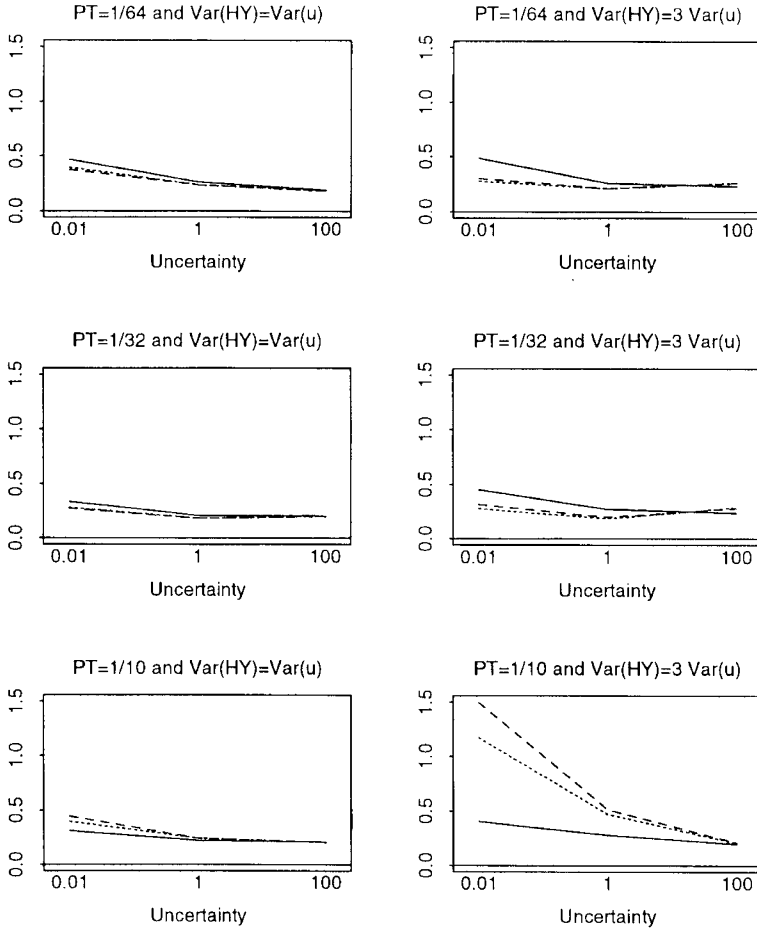 PT=1/64 and Var(HY)=Var(u)
1.5
1.0
0.5
0.0
0.01 1 100
Uncertainty
PT=1/64 and Var(HY)=3 Var(u)
1.5
1.0
0.5
0.0
0.01 1 100
Uncertainty
PT=1/32 and Var(HY)=Var(u)
1.5
1.0
0.5
0.0
0.01 1 100
Uncertainty
PT=1/32 and Var(HY)=3 Var(u)
1.5
1.0
0.5
0.0
0.01 1 100
Uncertainty
PT=1/10 and Var(HY)=Var(u)
1.5
1.0
0.5
0.0
0.01 1 100
Uncertainty
PT=1/10 and Var(HY)=3 Var(u)
1.5
1.0
0.5
0.0
0.01 1 100
Uncertainty